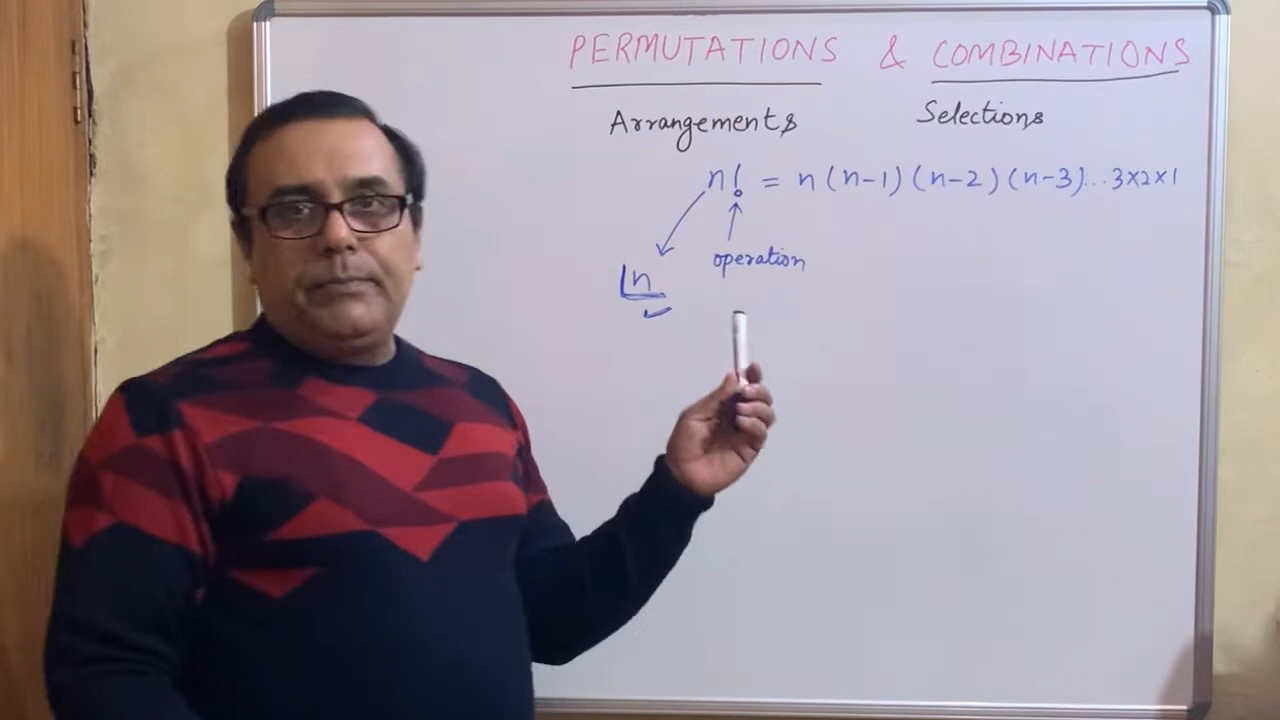 PERMUTATIONS & COMBINATIONS
Arrangements Selections
n! = n(n-1)(n-2)(n-3)...3x2x1
operation
⌊n